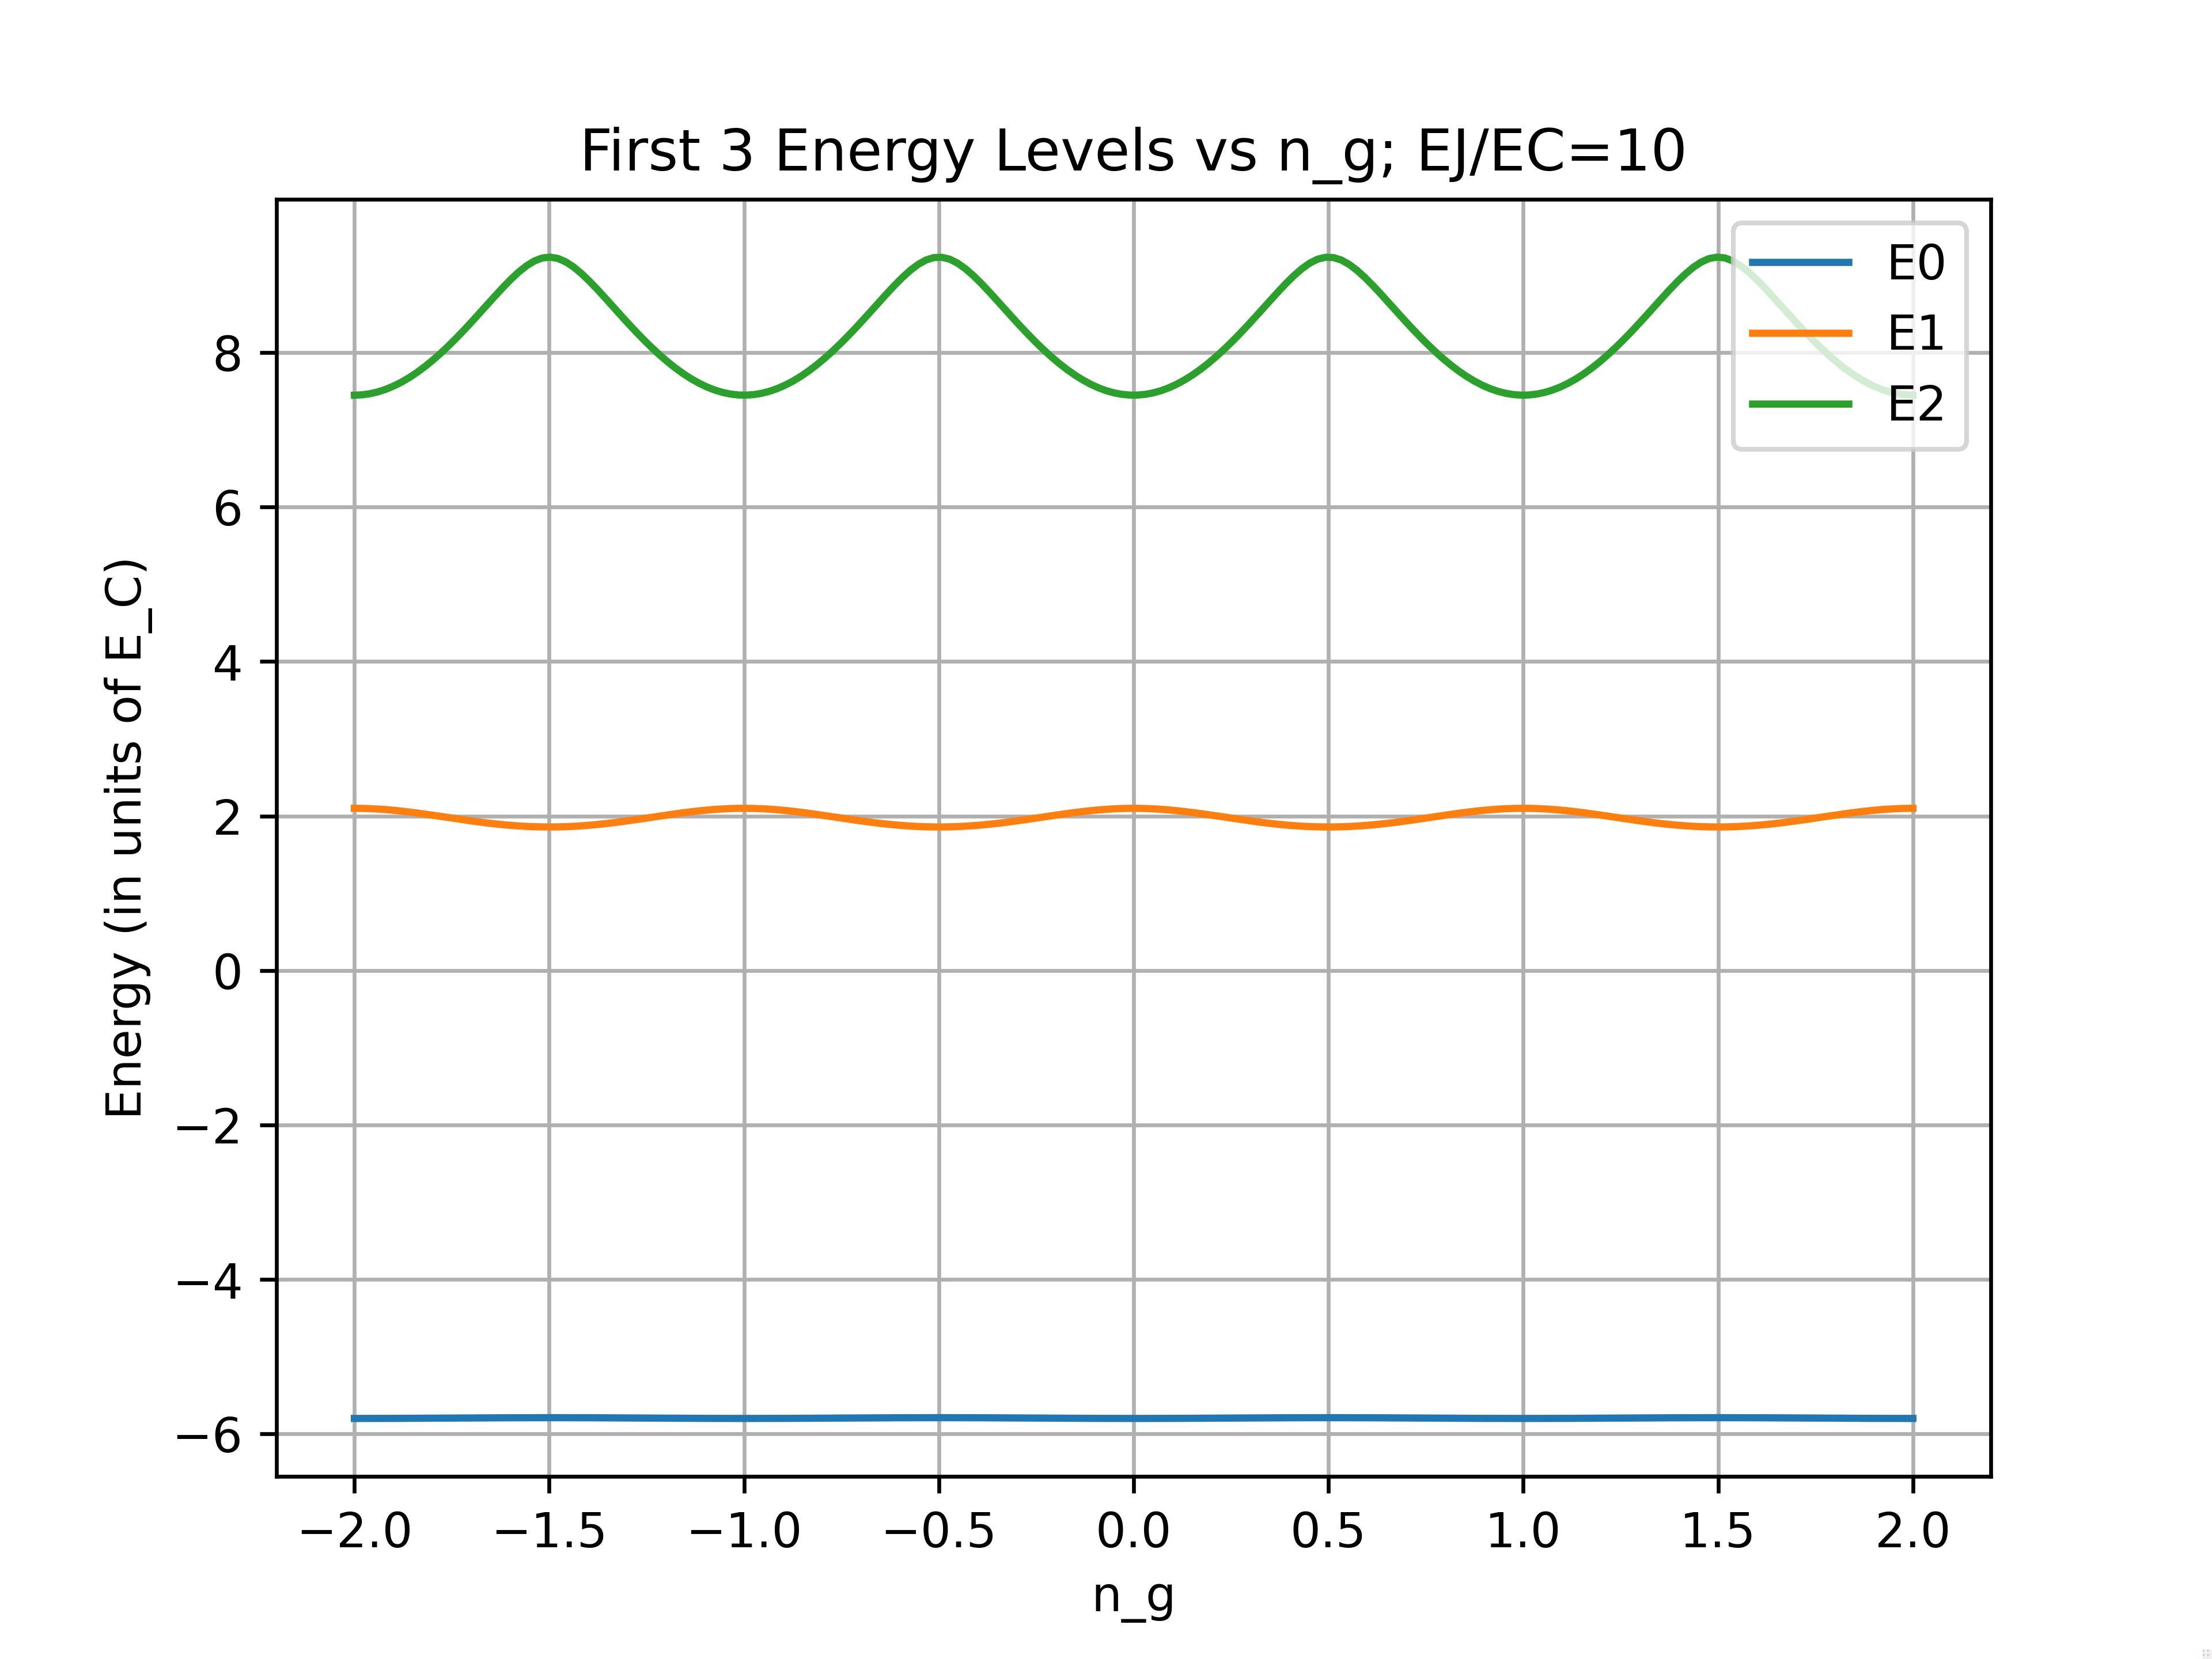 First 3 Energy Levels vs n_g; EJ/EC=10
E0
E1
E2
8
6
4
2
0
−2
−4
−6
Energy (in units of E_C)
−2.0 −1.5 −1.0 −0.5 0.0 0.5 1.0 1.5 2.0
n_g